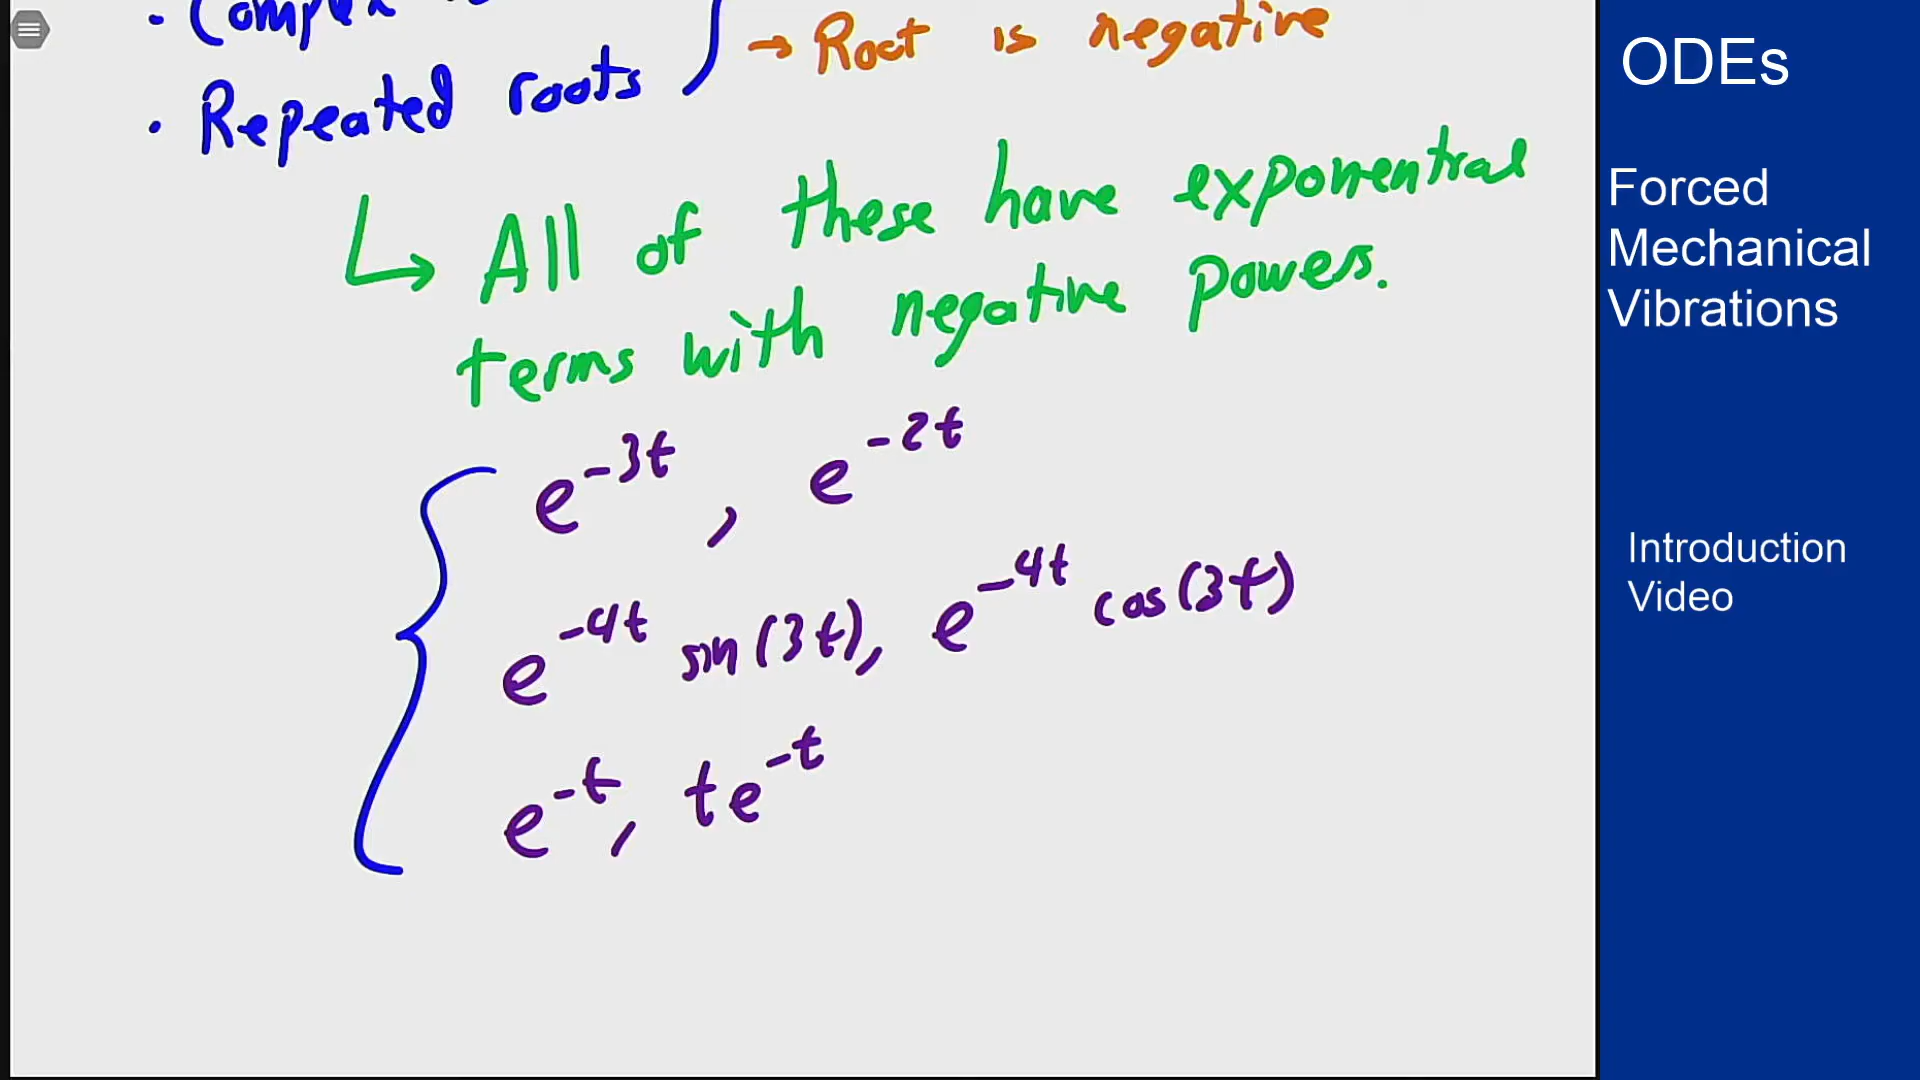 · Complex
· Repeated roots
→ Root is negative
↳ All of these have exponential
terms with negative powers.
e^{-3t}, e^{-2t}
e^{-4t} sin(3t), e^{-4t} cos(3t)
e^{-t}, te^{-t}
ODEs
Forced
Mechanical
Vibrations
Introduction
Video